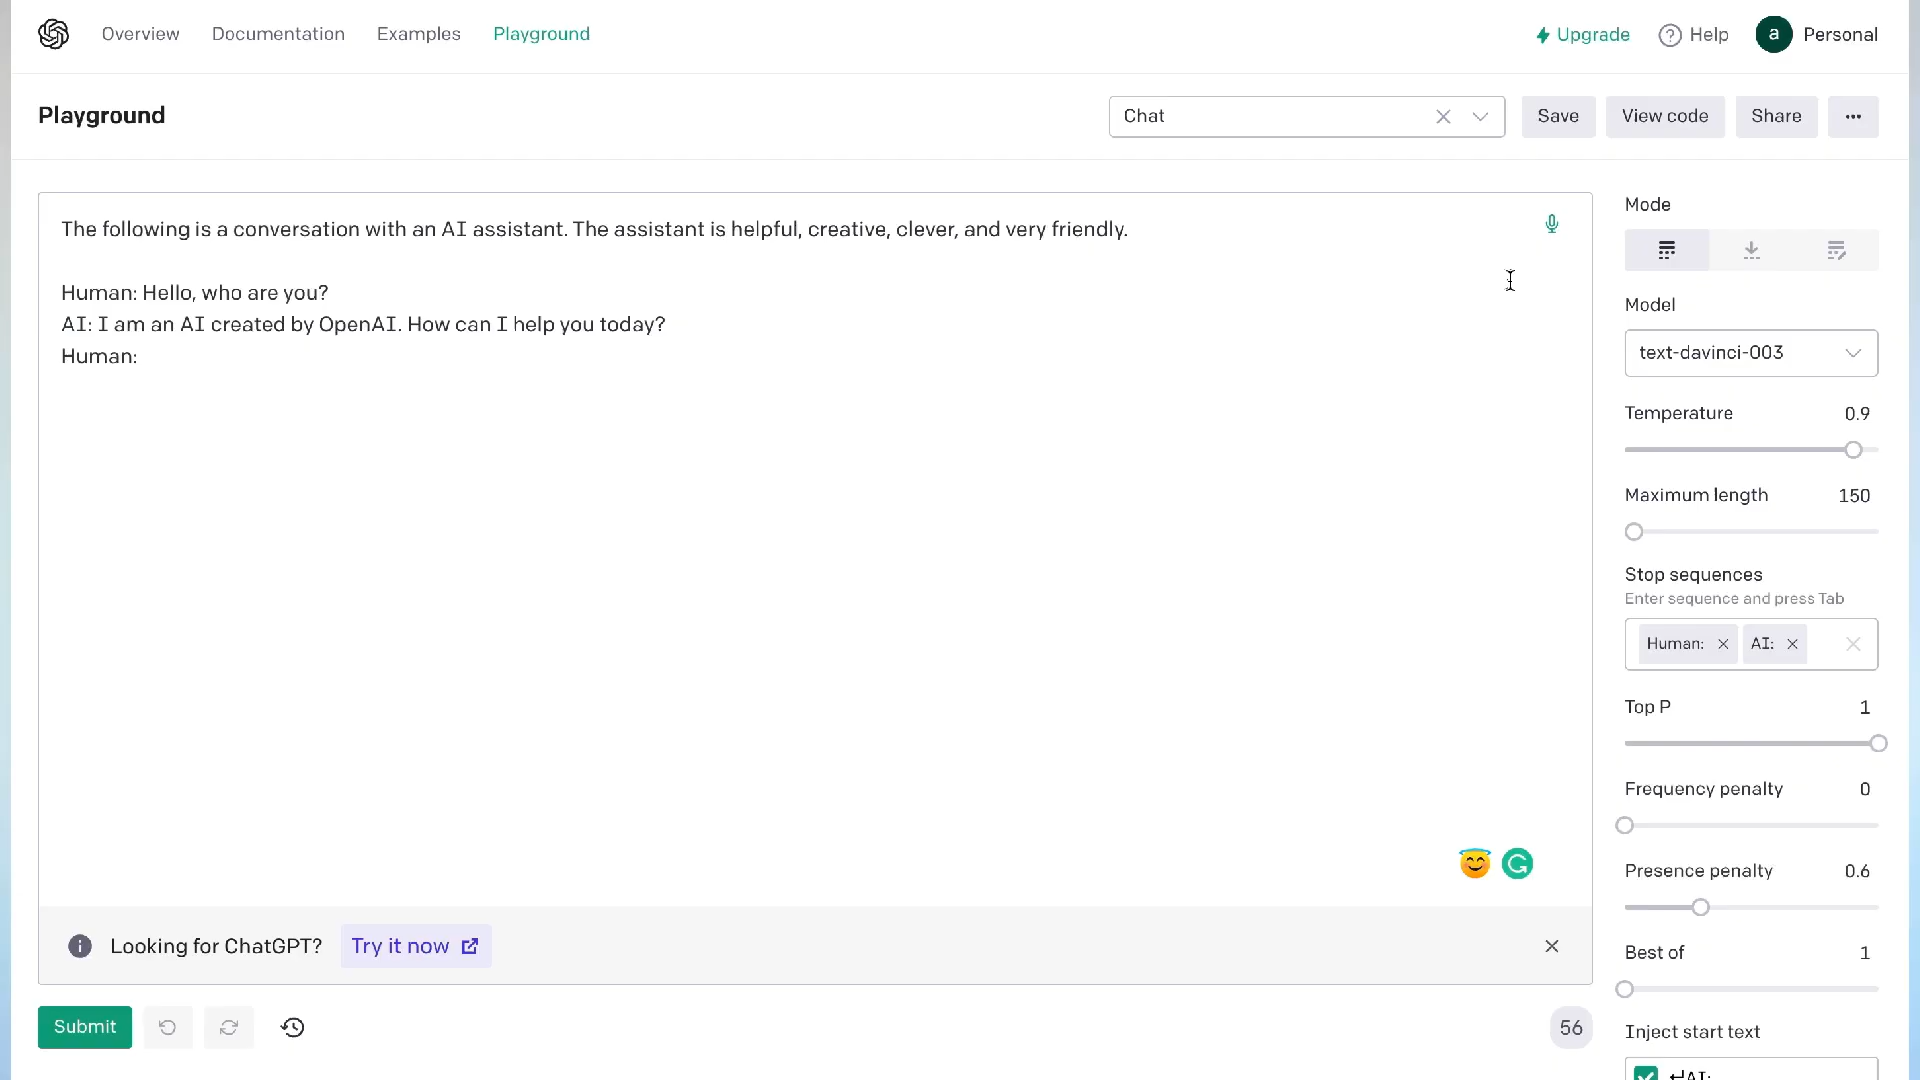 Overview Documentation Examples Playground Upgrade Help a Personal
Playground Chat Save View code Share
The following is a conversation with an AI assistant. The assistant is helpful, creative, clever, and very friendly.
Human: Hello, who are you?
AI: I am an AI created by OpenAI. How can I help you today?
Human:
Looking for ChatGPT? Try it now
Submit
56
Mode
Model
text-davinci-003
Temperature 0.9
Maximum length 150
Stop sequences
Enter sequence and press Tab
Human: AI:
Top P 1
Frequency penalty 0
Presence penalty 0.6
Best of 1
Inject start text
↵AI: